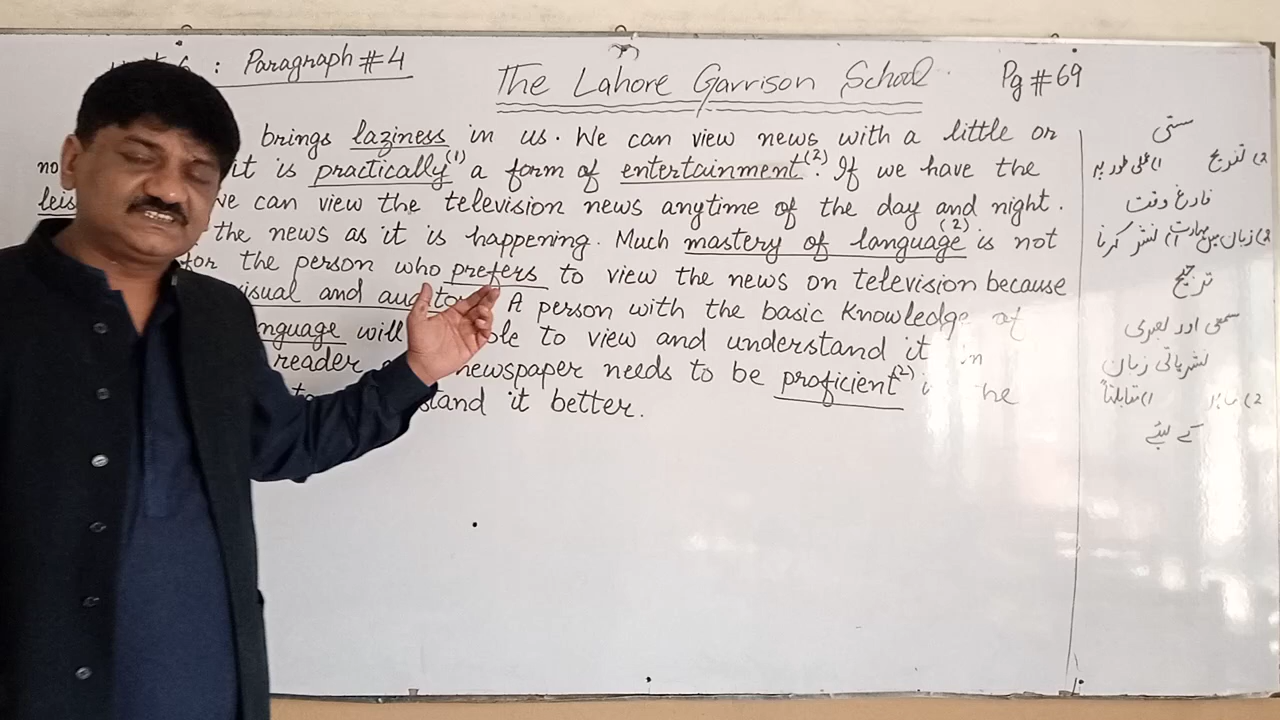 : Paragraph # 4
The Lahore Garrison School
Pg # 69
brings laziness in us. We can view news with a little or
no it is practically (1) a form of entertainment (2). If we have the
we can view the television news anytime of the day and night.
the news as it is happening. Much mastery of language (2) is not
for the person who prefers to view the news on television because
visual and A person with the basic Knowledge of
will to view and understand it in
reader newspaper needs to be proficient (2) he
it better.
سستی
1) عملی طور پر 2) تفریح
فارغ وقت
1) نشر کرنا 2) زبان میں مہارت
ترجیح
سمعی اور بصری
نشریاتی زبان
1) مقابلتاً 2) ماہر
کے لیئے